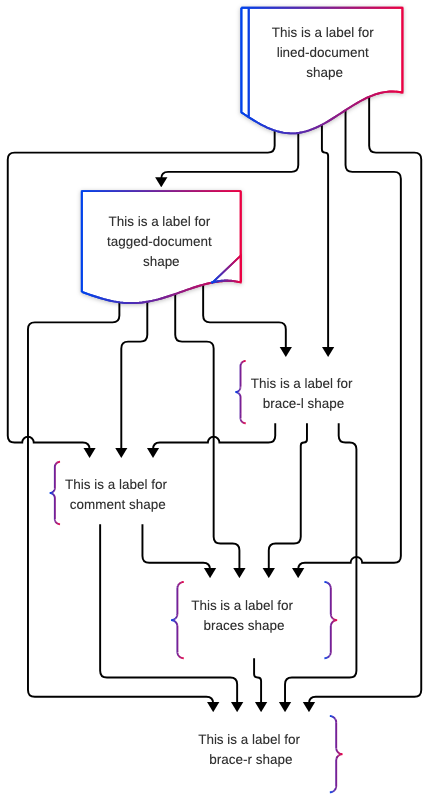 This is a label for
lined-document
shape
This is a label for
tagged-document
shape
This is a label for
brace-l shape
This is a label for
comment shape
This is a label for
braces shape
This is a label for
brace-r shape